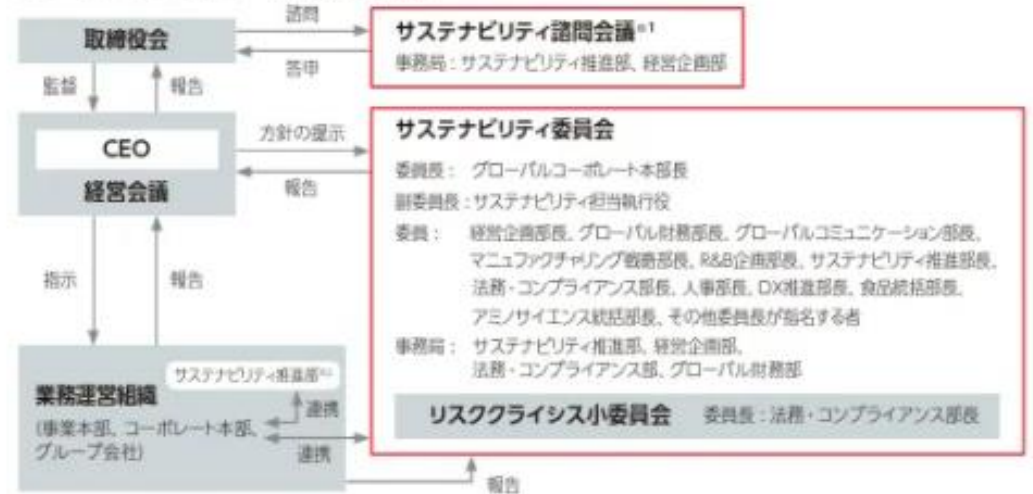 諮問
取締役会
サステナビリティ諮問会議※1
事務局：サステナビリティ推進部、経営企画部
答申
監督
報告
CEO
経営会議
方針の提示
報告
サステナビリティ委員会
委員長： グローバルコーポレート本部長
副委員長：サステナビリティ担当執行役
委員： 経営企画部長、グローバル財務部長、グローバルコミュニケーション部長、
マニュファクチャリング戦略部長、R&B企画部長、サステナビリティ推進部長、
法務・コンプライアンス部長、人事部長、DX推進部長、食品統括部長、
アミノサイエンス統括部長、その他委員長が指名する者
事務局： サステナビリティ推進部、経営企画部、
法務・コンプライアンス部、グローバル財務部
リスククライシス小委員会 委員長：法務・コンプライアンス部長
指示
報告
サステナビリティ推進部
業務運営組織
(事業本部、コーポレート本部、
グループ会社)
連携
連携
報告